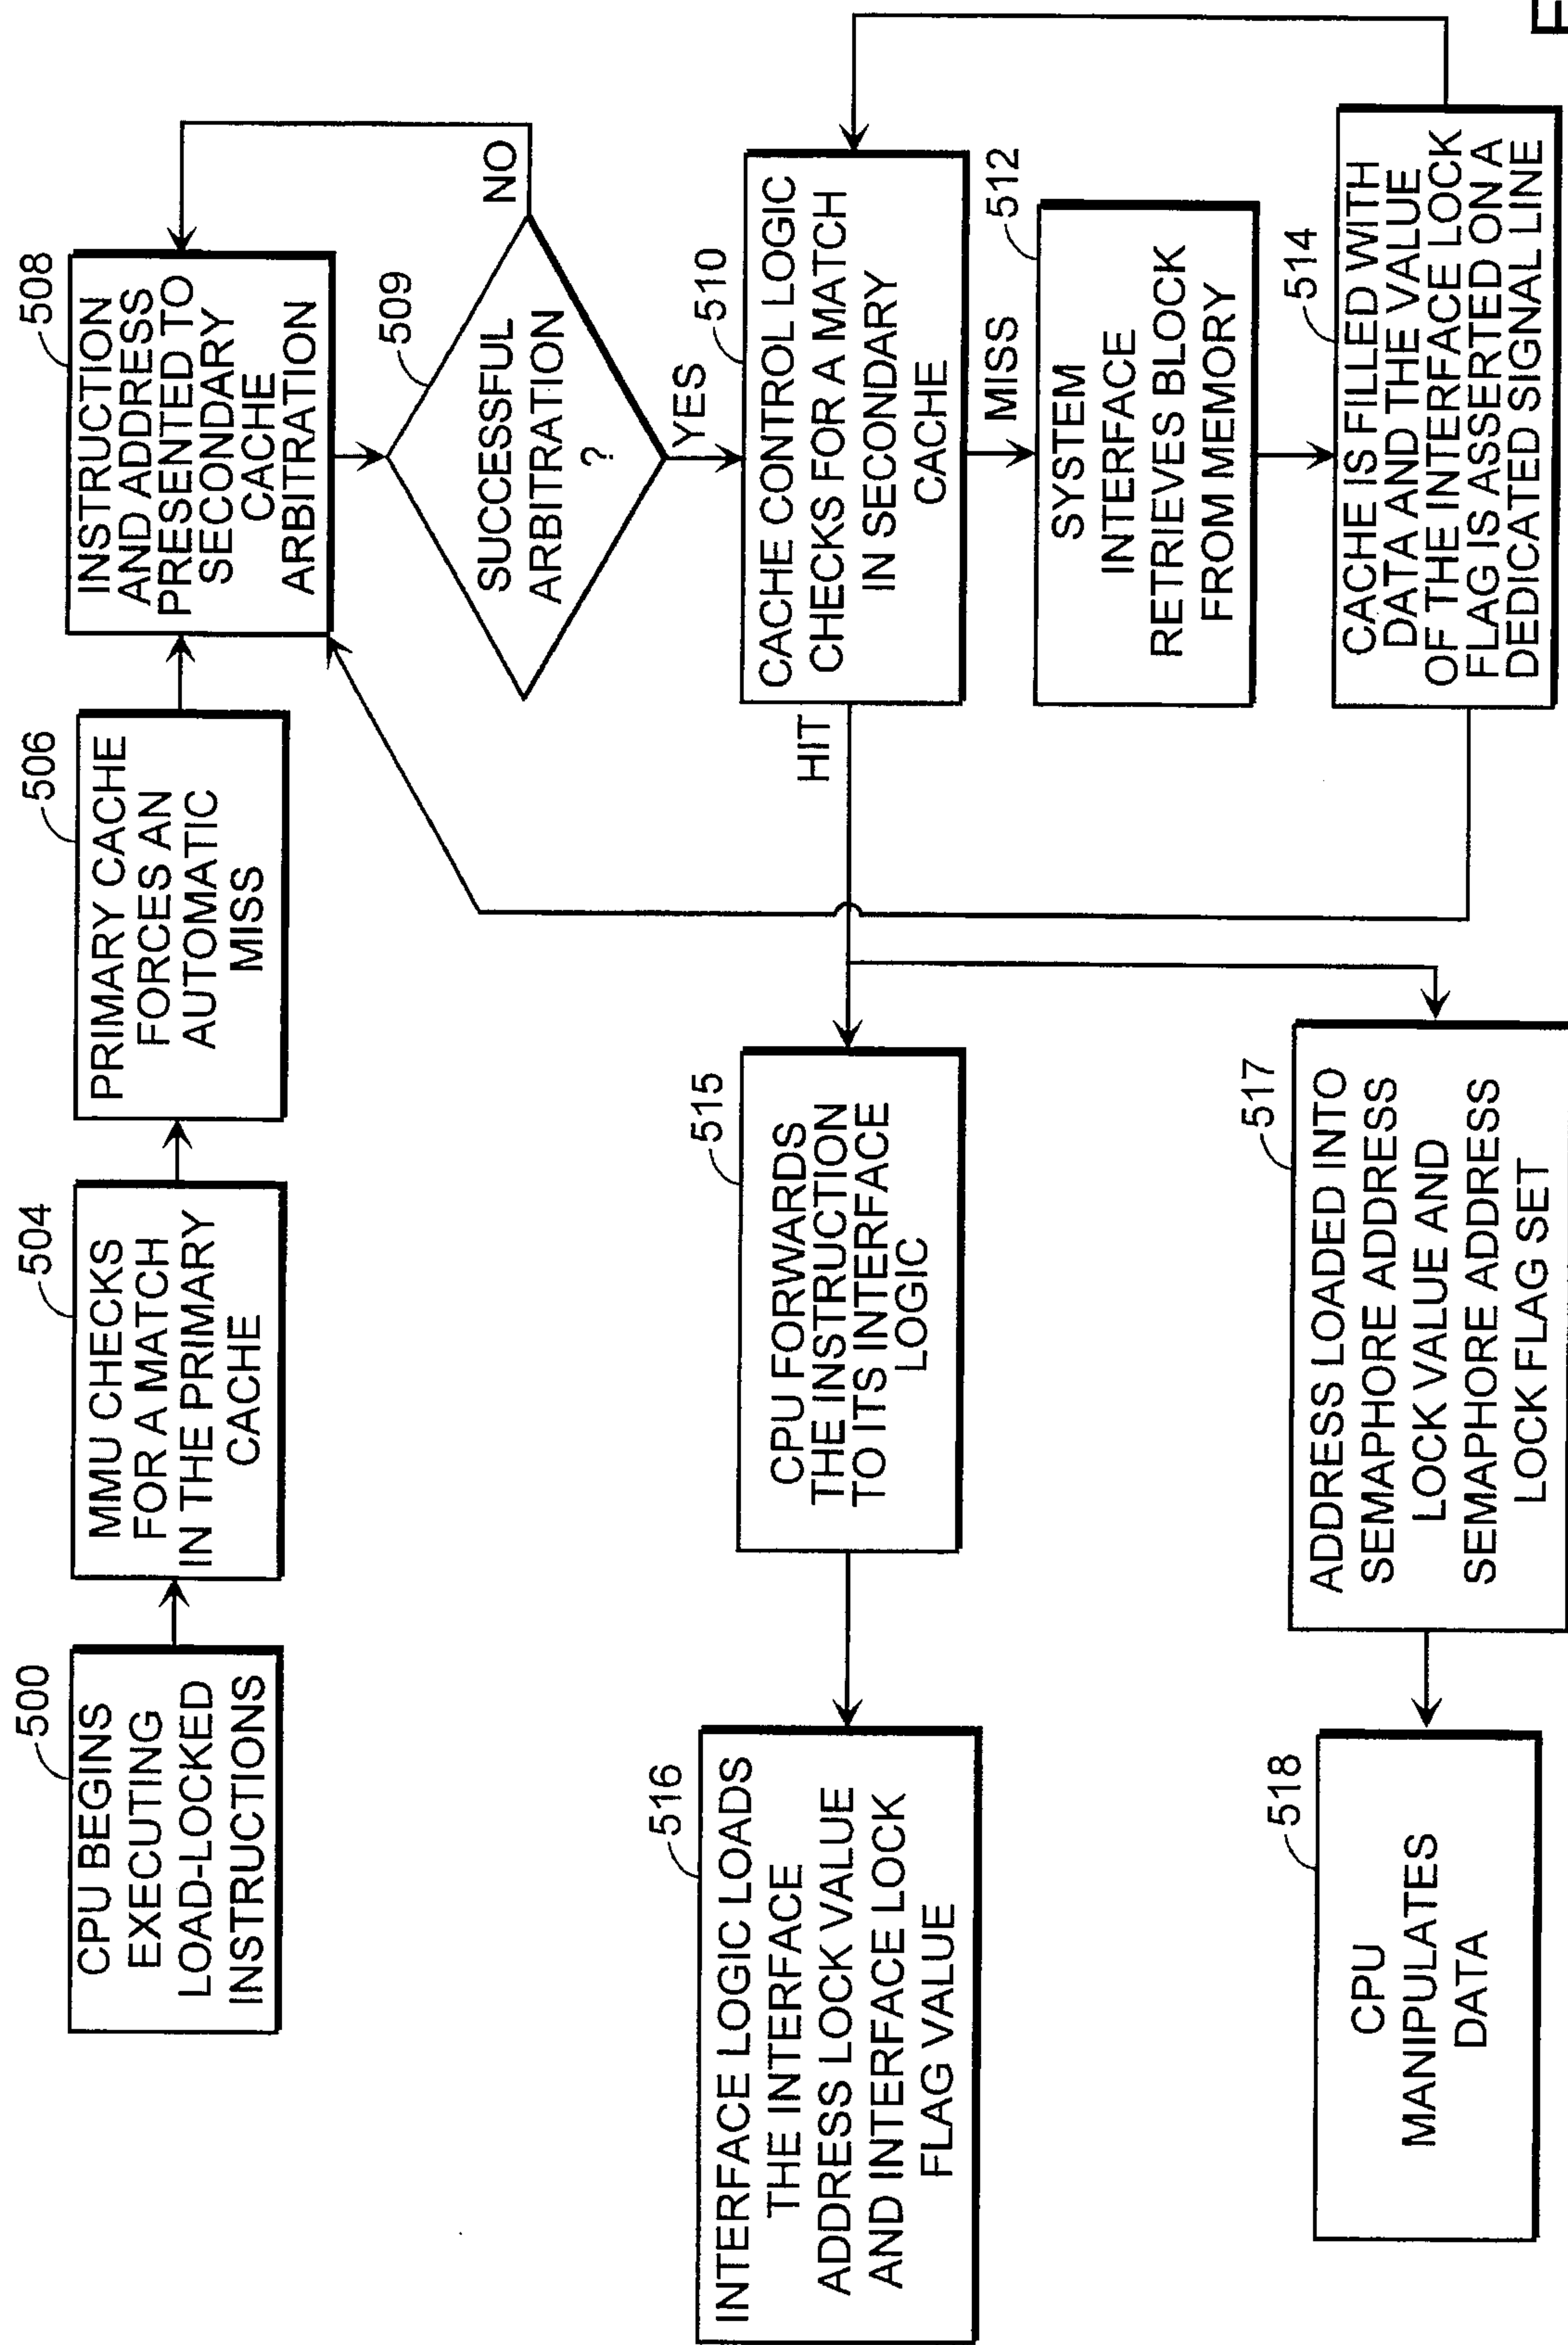 500
CPU BEGINS
EXECUTING
LOAD-LOCKED
INSTRUCTIONS
504
MMU CHECKS
FOR A MATCH
IN THE PRIMARY
CACHE
506
PRIMARY CACHE
FORCES AN
AUTOMATIC
MISS
508
INSTRUCTION
AND ADDRESS
PRESENTED TO
SECONDARY
CACHE
ARBITRATION
509
SUCCESSFUL
ARBITRATION
?
NO
YES
510
CACHE CONTROL LOGIC
CHECKS FOR A MATCH
IN SECONDARY
CACHE
HIT
MISS
512
SYSTEM
INTERFACE
RETRIEVES BLOCK
FROM MEMORY
514
CACHE IS FILLED WITH
DATA AND THE VALUE
OF THE INTERFACE LOCK
FLAG IS ASSERTED ON A
DEDICATED SIGNAL LINE
515
CPU FORWARDS
THE INSTRUCTION
TO ITS INTERFACE
LOGIC
516
INTERFACE LOGIC LOADS
THE INTERFACE
ADDRESS LOCK VALUE
AND INTERFACE LOCK
FLAG VALUE
517
ADDRESS LOADED INTO
SEMAPHORE ADDRESS
LOCK VALUE AND
SEMAPHORE ADDRESS
LOCK FLAG SET
518
CPU
MANIPULATES
DATA